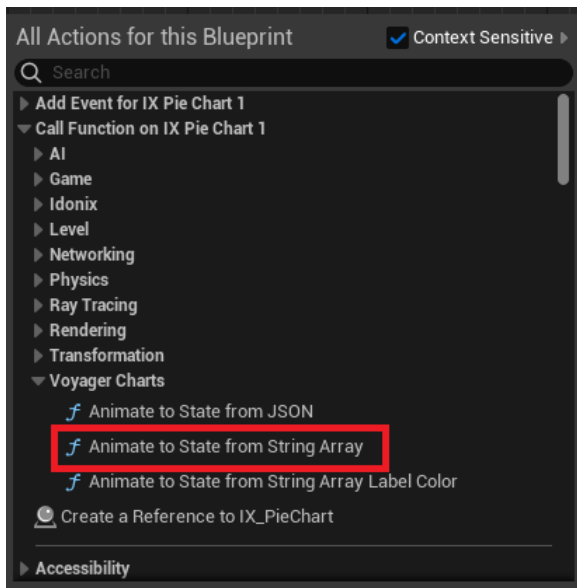 All Actions for this Blueprint Context Sensitive
Search
Add Event for IX Pie Chart 1
Call Function on IX Pie Chart 1
AI
Game
Idonix
Level
Networking
Physics
Ray Tracing
Rendering
Transformation
Voyager Charts
f Animate to State from JSON
f Animate to State from String Array
f Animate to State from String Array Label Color
Create a Reference to IX_PieChart
Accessibility